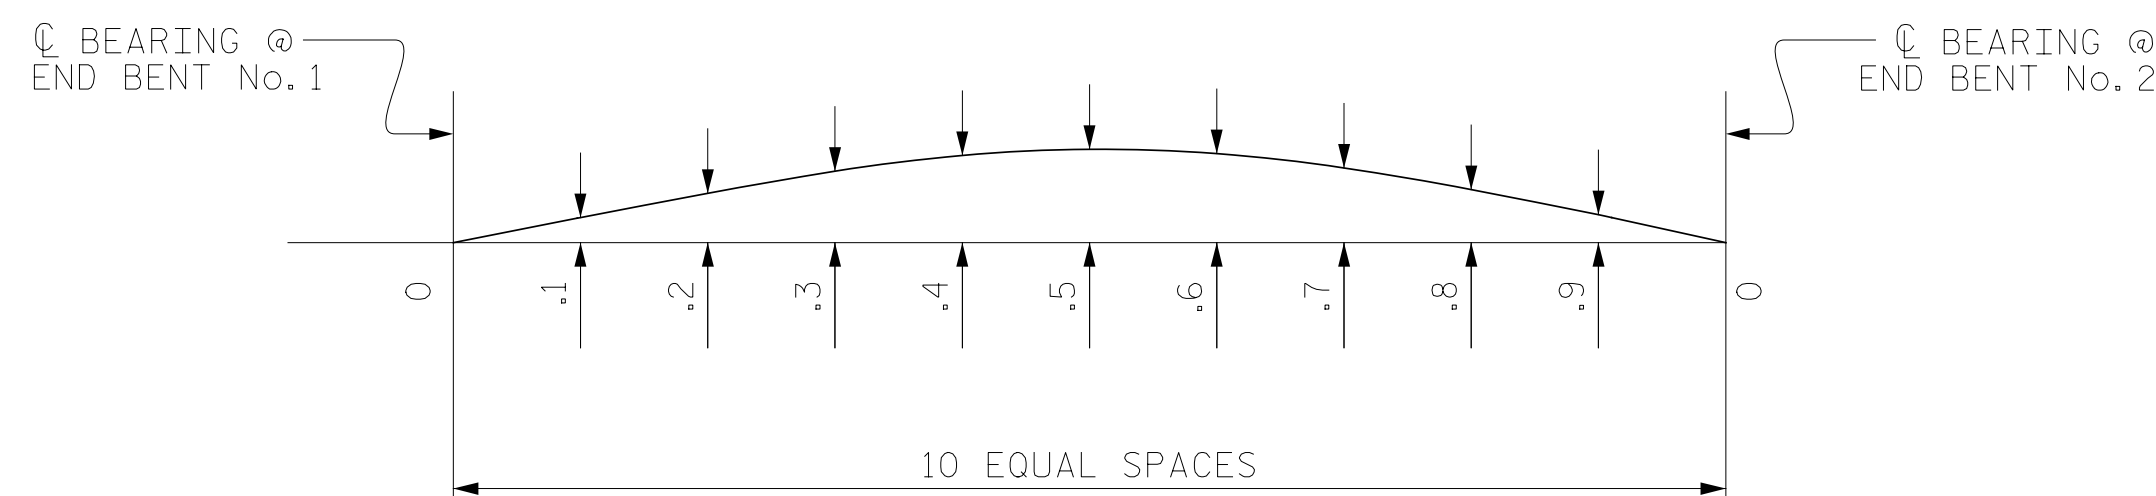 ℄ BEARING @
END BENT No. 1
℄ BEARING @
END BENT No. 2
0 .1 .2 .3 .4 .5 .6 .7 .8 .9 0
10 EQUAL SPACES